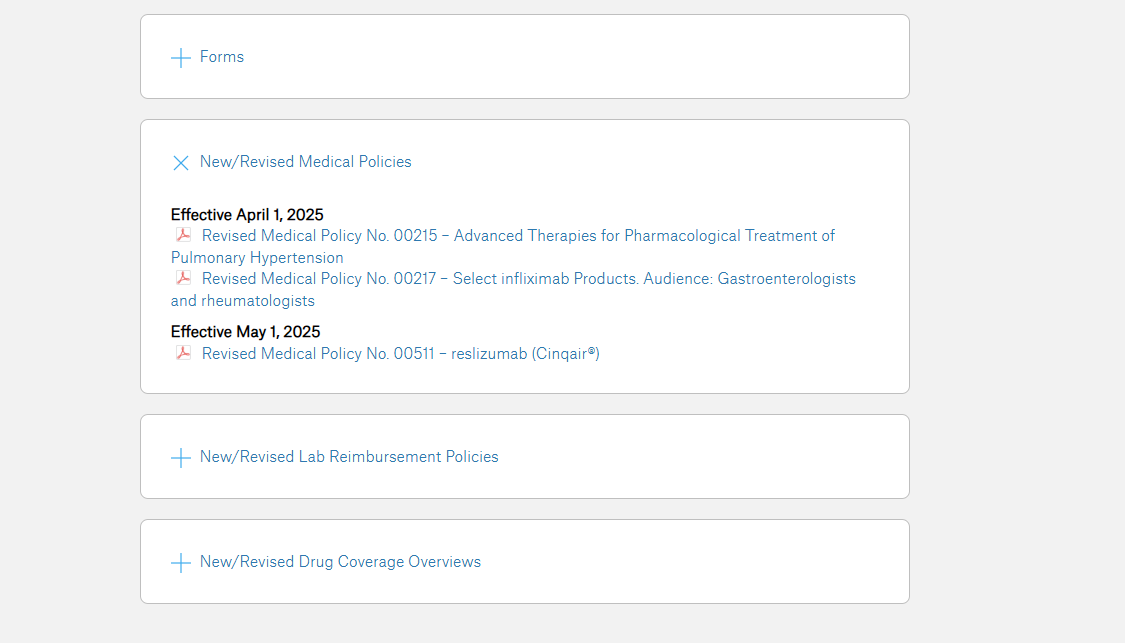 Forms
New/Revised Medical Policies
Effective April 1, 2025
Revised Medical Policy No. 00215 – Advanced Therapies for Pharmacological Treatment of
Pulmonary Hypertension
Revised Medical Policy No. 00217 – Select infliximab Products. Audience: Gastroenterologists
and rheumatologists
Effective May 1, 2025
Revised Medical Policy No. 00511 – reslizumab (Cinqair®)
New/Revised Lab Reimbursement Policies
New/Revised Drug Coverage Overviews